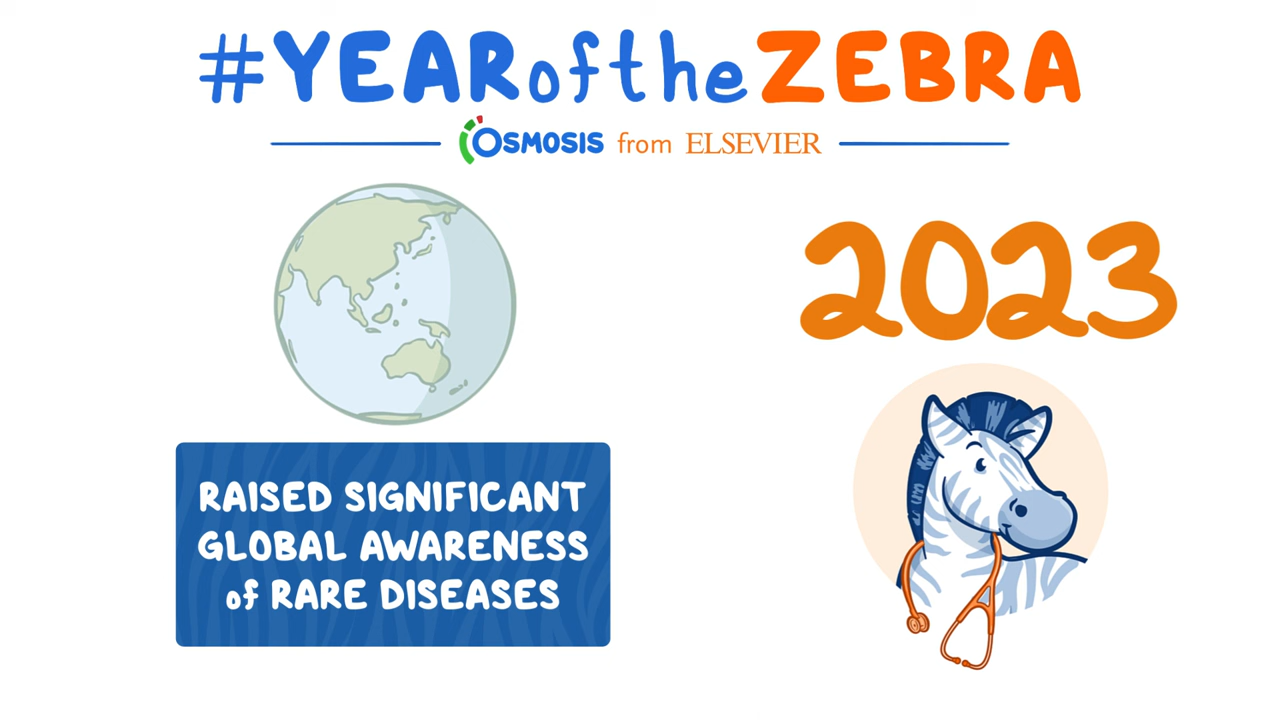 #YEARoftheZEBRA
OSMOSIS from ELSEVIER
2023
RAISED SIGNIFICANT
GLOBAL AWARENESS
of RARE DISEASES